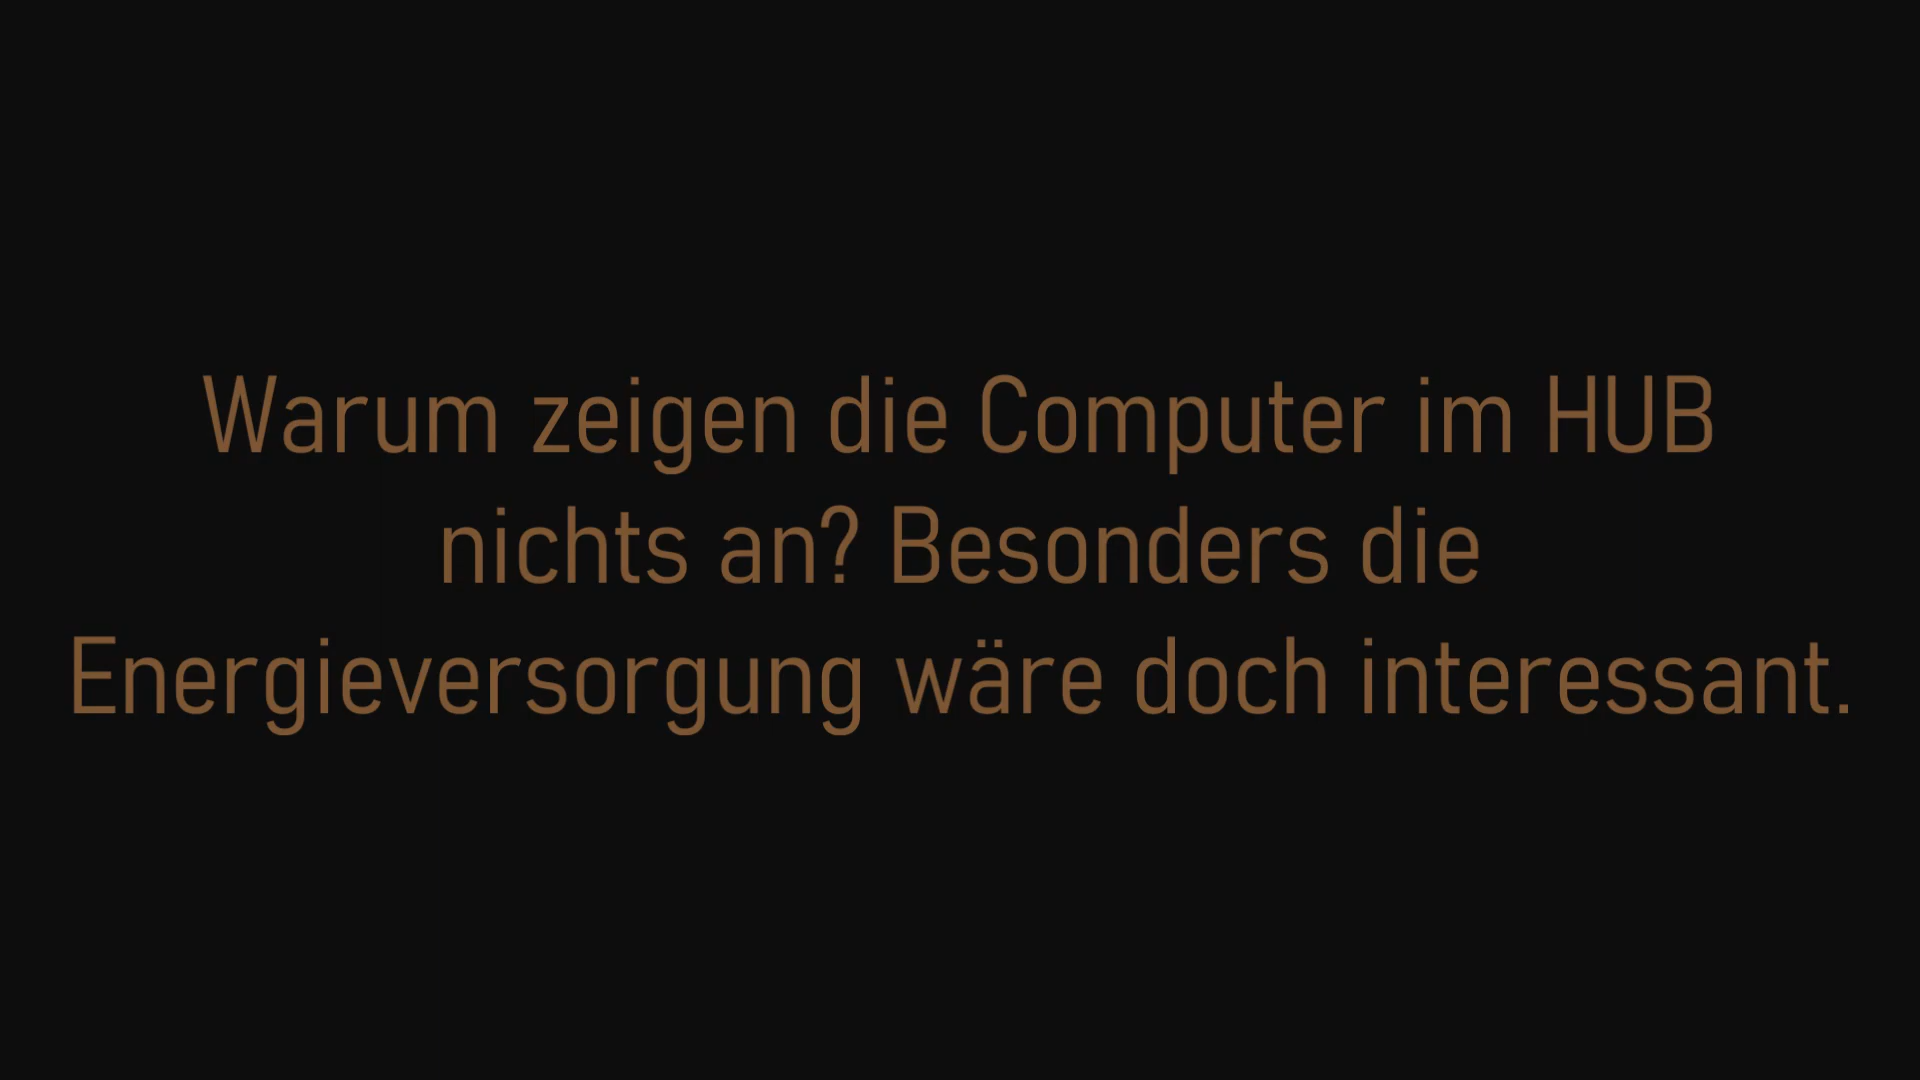 Warum zeigen die Computer im HUB
nichts an? Besonders die
Energieversorgung wäre doch interessant.